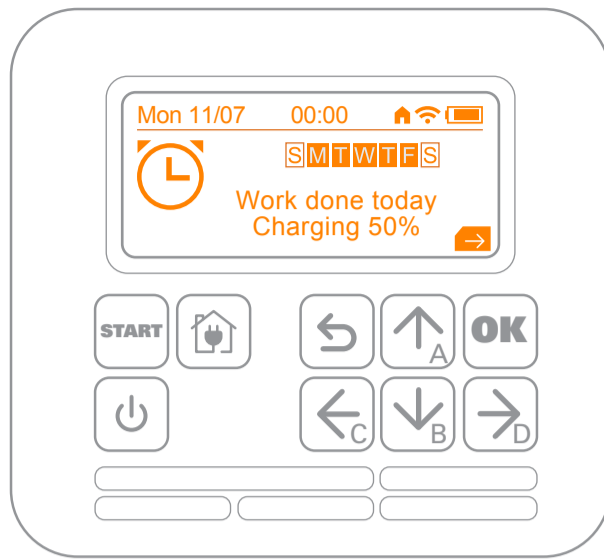 Mon 11/07 00:00
SMTWTFS
Work done today
Charging 50%
START
A
OK
C
B
D